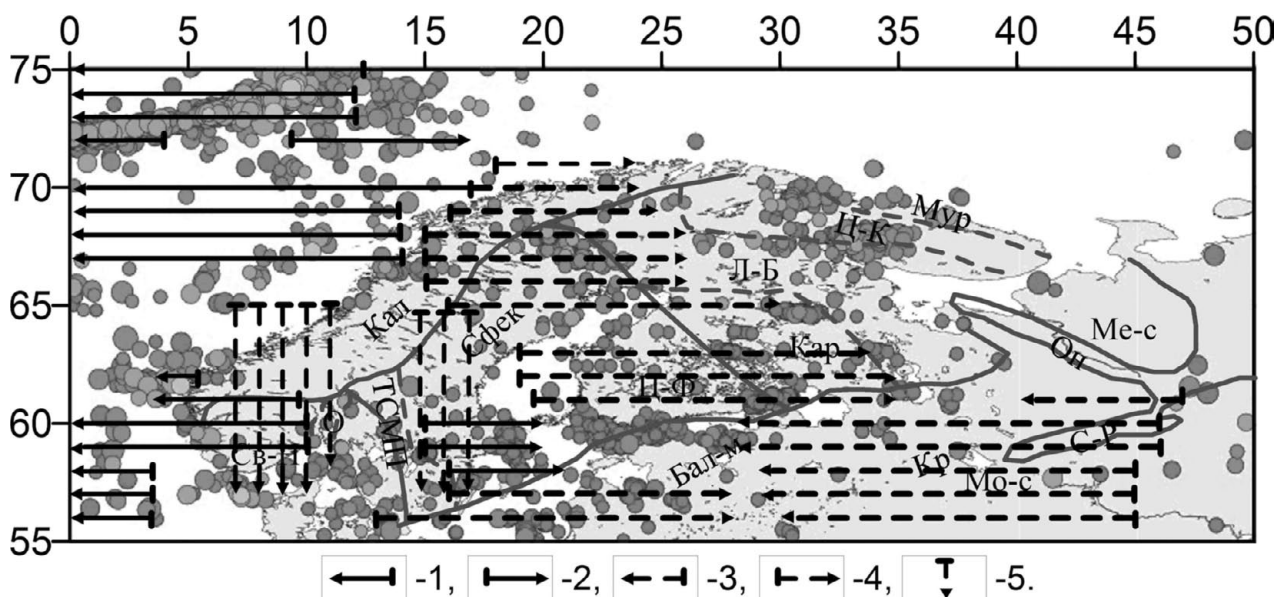 0 5 10 15 20 25 30 35 40 45 50
75
70
Мур
Ц-К
Л-Б
65
Кал
Сфек
Ме-с
Кар
Он
П-Ф
ТСМП
О
60
Св-Н
С-Р
Бал-м
Кр
Мо-с
55
-1, -2, -3, -4, -5.